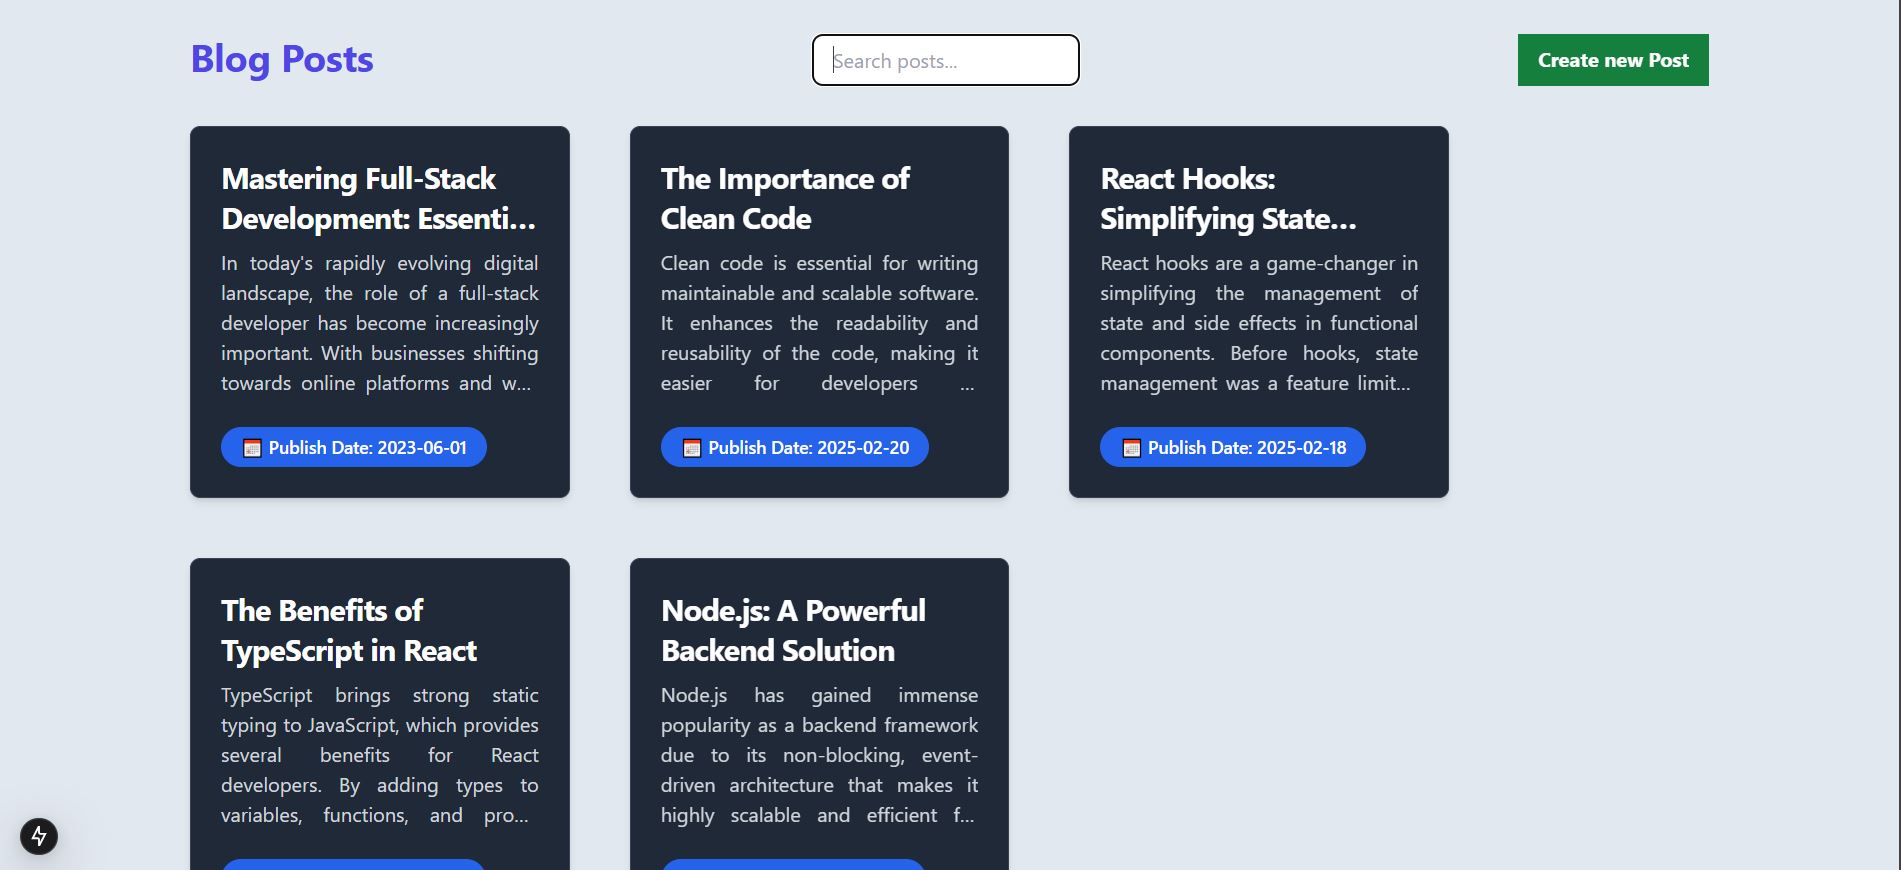 Blog Posts
Search posts...
Create new Post
Mastering Full-Stack
Development: Essenti...
In today's rapidly evolving digital
landscape, the role of a full-stack
developer has become increasingly
important. With businesses shifting
towards online platforms and w...
Publish Date: 2023-06-01
The Importance of
Clean Code
Clean code is essential for writing
maintainable and scalable software.
It enhances the readability and
reusability of the code, making it
easier for developers ...
Publish Date: 2025-02-20
React Hooks:
Simplifying State...
React hooks are a game-changer in
simplifying the management of
state and side effects in functional
components. Before hooks, state
management was a feature limit...
Publish Date: 2025-02-18
The Benefits of
TypeScript in React
TypeScript brings strong static
typing to JavaScript, which provides
several benefits for React
developers. By adding types to
variables, functions, and pro...
Node.js: A Powerful
Backend Solution
Node.js has gained immense
popularity as a backend framework
due to its non-blocking, event-
driven architecture that makes it
highly scalable and efficient f...